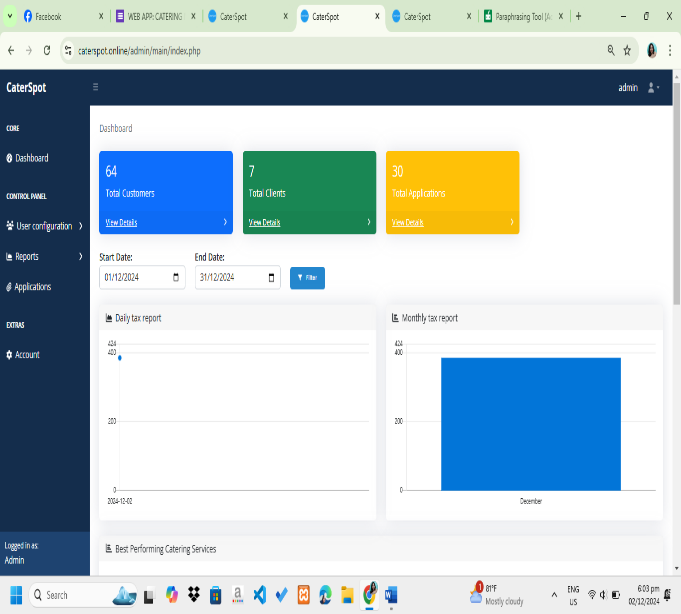 Facebook
WEB APP: CATERING
CaterSpot
CaterSpot
CaterSpot
Paraphrasing Tool (A
caterspot.online/admin/main/index.php
CaterSpot
admin
CORE
Dashboard
CONTROL PANEL
User configuration
Reports
Applications
EXTRAS
Account
Logged in as:
Admin
Dashboard
64
Total Customers
View Details
7
Total Clients
View Details
30
Total Applications
View Details
Start Date:
End Date:
01/12/2024
31/12/2024
Filter
Daily tax report
424
400
200
0
2024-12-02
Monthly tax report
424
400
200
0
December
Best Performing Catering Services
Search
1
81°F
Mostly cloudy
ENG
US
6:03 pm
02/12/2024